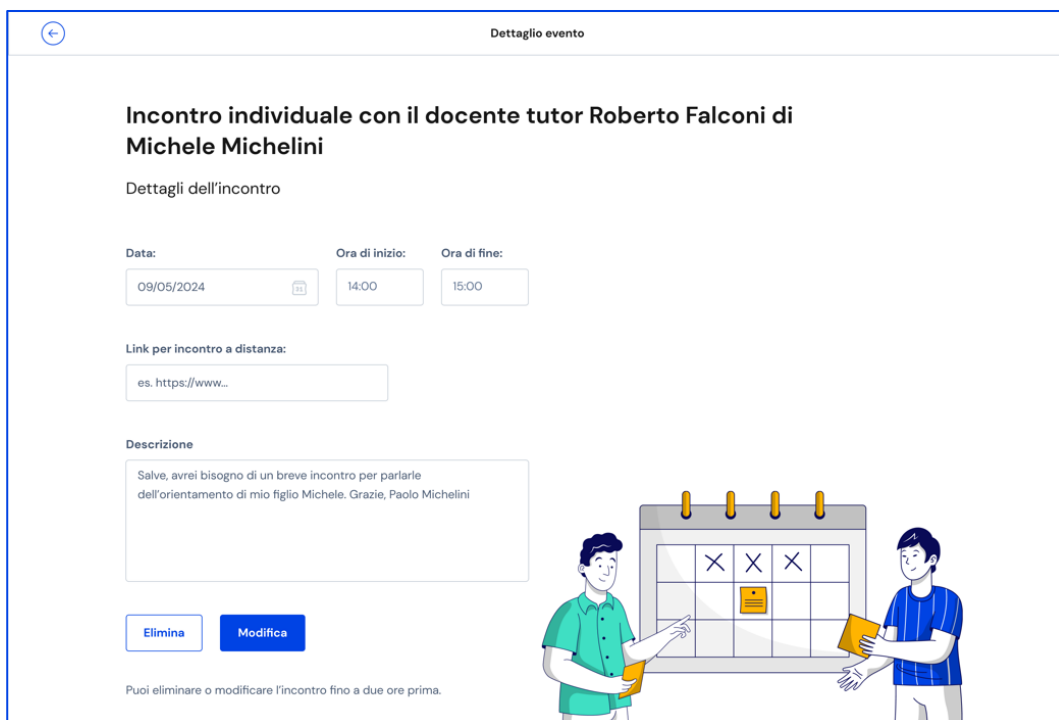 Dettaglio evento
Incontro individuale con il docente tutor Roberto Falconi di
Michele Michelini
Dettagli dell'incontro
Data:
Ora di inizio:
Ora di fine:
09/05/2024
31
14:00
15:00
Link per incontro a distanza:
es. https://www...
Descrizione
Salve, avrei bisogno di un breve incontro per parlarle
dell'orientamento di mio figlio Michele. Grazie, Paolo Michelini
Elimina
Modifica
Puoi eliminare o modificare l'incontro fino a due ore prima.